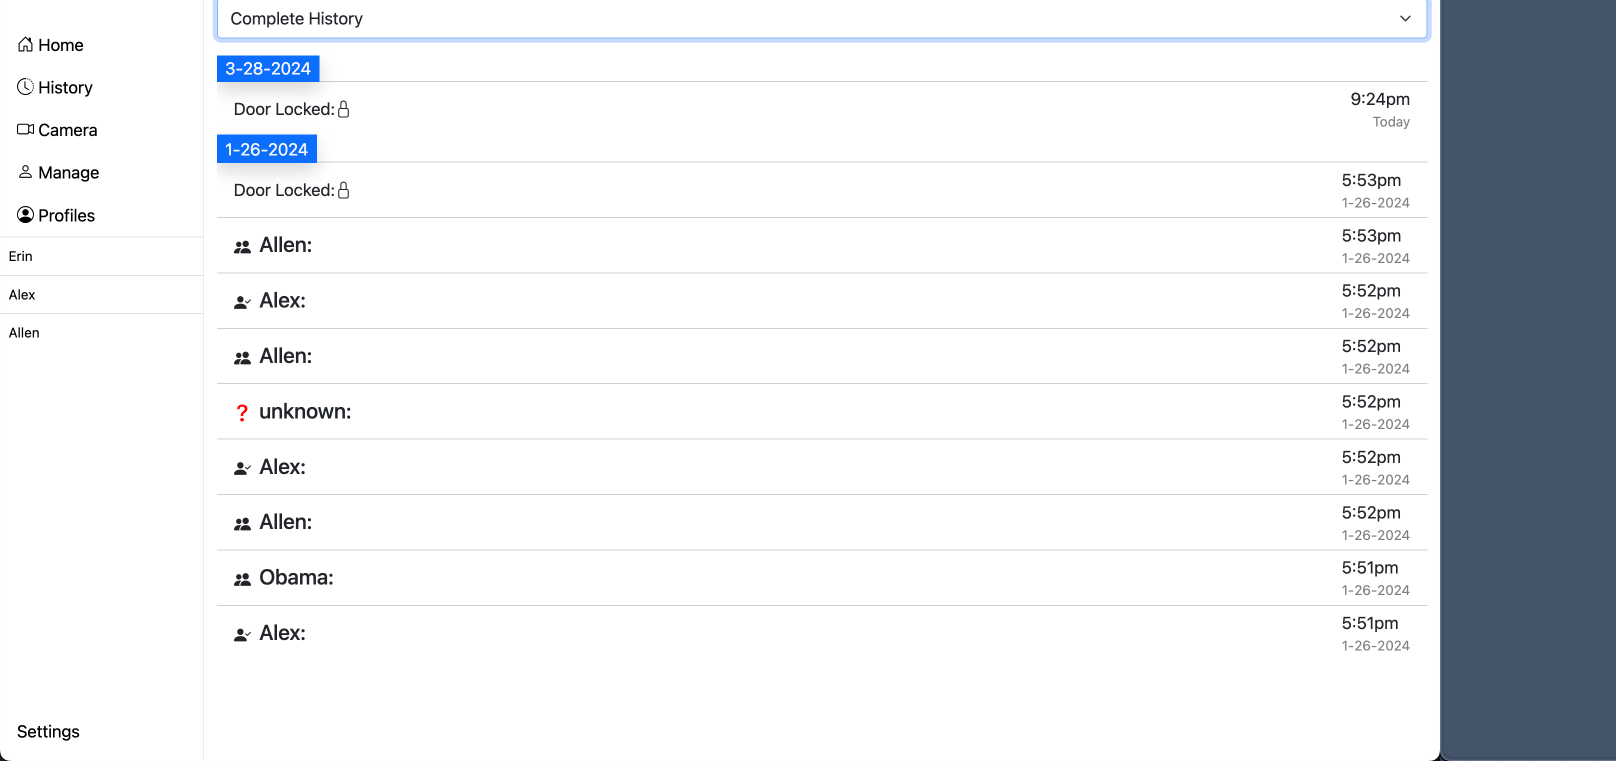 Complete History
Home
History
Camera
Manage
Profiles
Erin
Alex
Allen
Settings
3-28-2024
Door Locked:
9:24pm
Today
1-26-2024
Door Locked:
5:53pm
1-26-2024
Allen:
5:53pm
1-26-2024
Alex:
5:52pm
1-26-2024
Allen:
5:52pm
1-26-2024
? unknown:
5:52pm
1-26-2024
Alex:
5:52pm
1-26-2024
Allen:
5:52pm
1-26-2024
Obama:
5:51pm
1-26-2024
Alex:
5:51pm
1-26-2024